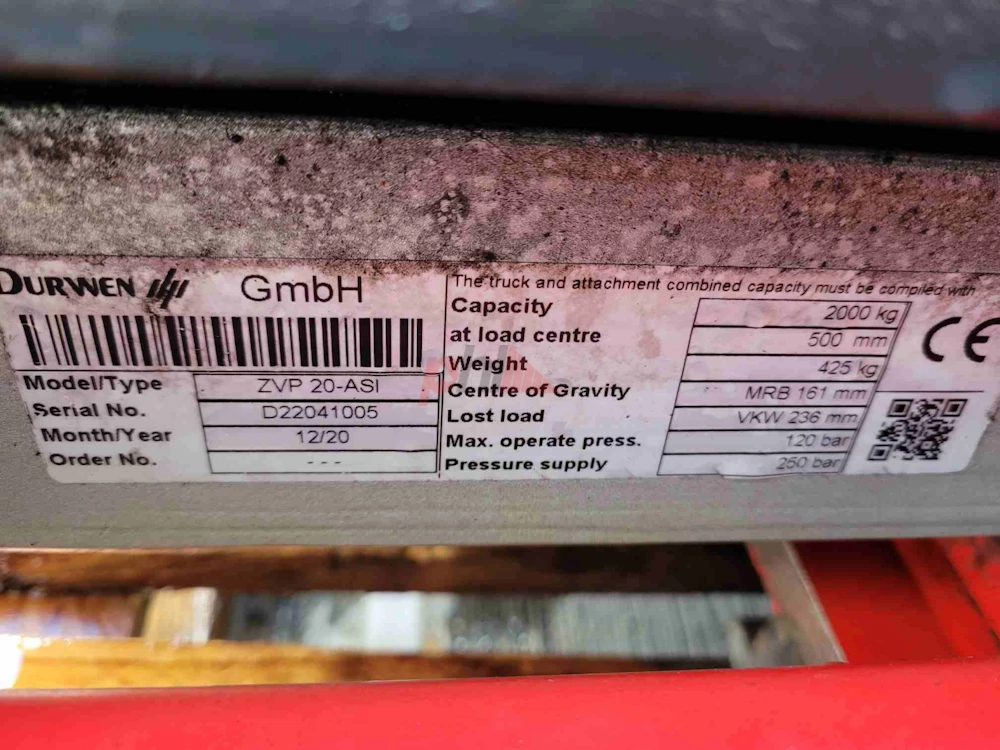 DURWEN GmbH
Model/Type ZVP 20-ASI
Serial No. D22041005
Month/Year 12/20
Order No. ---
The truck and attachment combined capacity must be compiled with
Capacity 2000 kg
at load centre 500 mm
Weight 425 kg
Centre of Gravity MRB 161 mm
Lost load VKW 236 mm
Max. operate press. 120 bar
Pressure supply 250 bar
CE